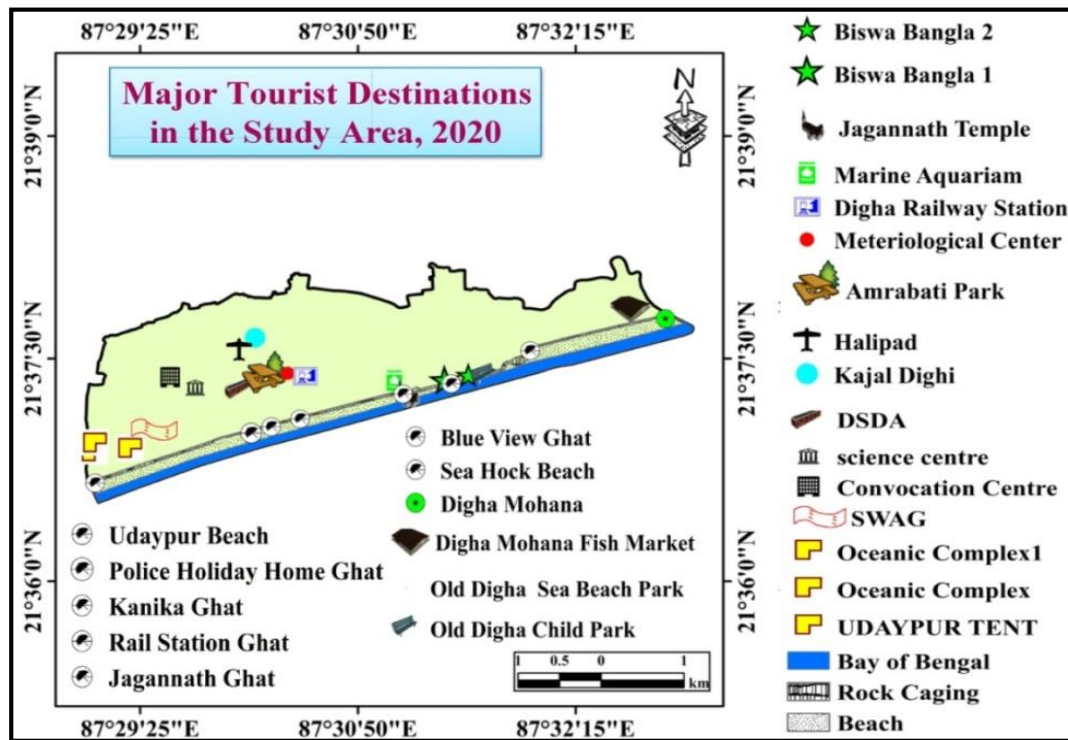 87°29'25"E
87°30'50"E
87°32'15"E
Major Tourist Destinations
in the Study Area, 2020
N
21°39'0"N
21°37'30"N
21°36'0"N
21°39'0"N
21°37'30"N
21°36'0"N
Udaypur Beach
Police Holiday Home Ghat
Kanika Ghat
Rail Station Ghat
Jagannath Ghat
Blue View Ghat
Sea Hock Beach
Digha Mohana
Digha Mohana Fish Market
Old Digha Sea Beach Park
Old Digha Child Park
1 0.5 0 1
km
87°29'25"E
87°30'50"E
87°32'15"E
Biswa Bangla 2
Biswa Bangla 1
Jagannath Temple
Marine Aquariam
Digha Railway Station
Meteriological Center
Amrabati Park
Halipad
Kajal Dighi
DSDA
science centre
Convocation Centre
SWAG
Oceanic Complex1
Oceanic Complex
UDAYPUR TENT
Bay of Bengal
Rock Caging
Beach